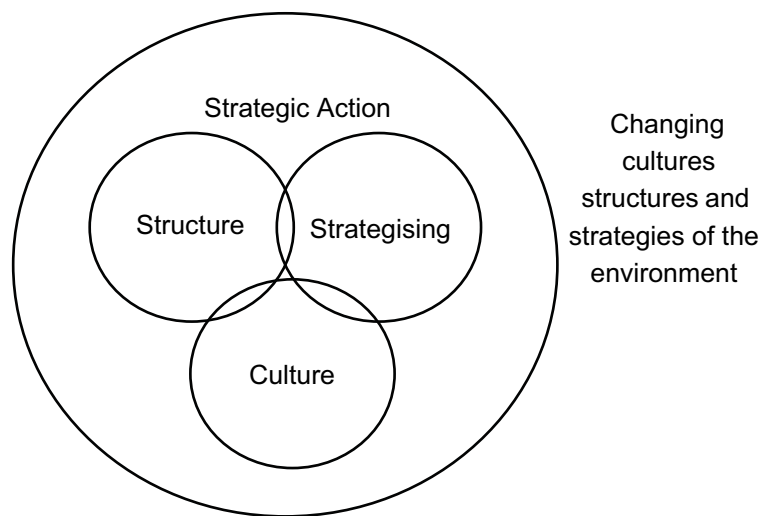 Strategic Action
Structure
Strategising
Culture
Changing
cultures
structures and
strategies of the
environment